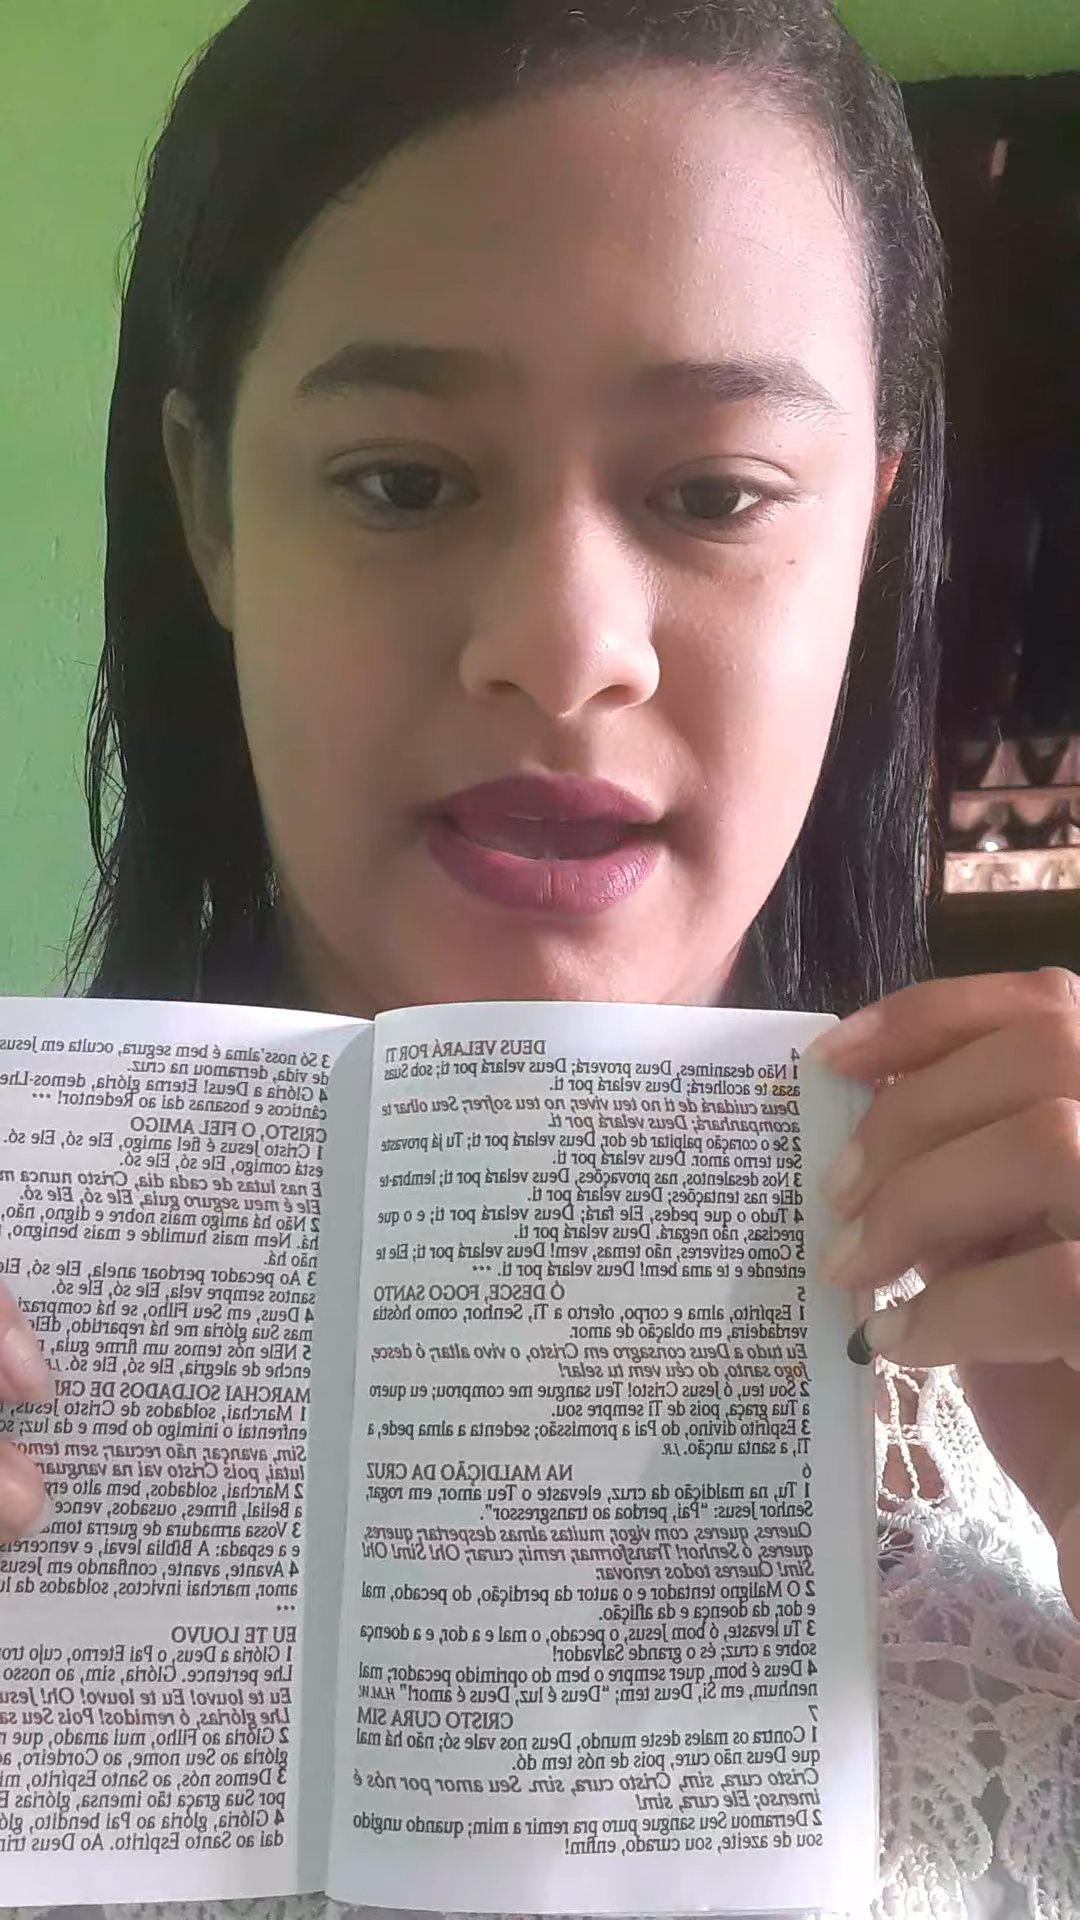 4 DEUS VELARÁ POR TI
1 Não desanimes, Deus proverá; Deus velará por ti; sob Suas
asas te acolherá; Deus velará por ti.
Deus cuidará de ti no teu viver, no teu sofrer; Seu olhar te
acompanhará; Deus velará por ti.
2 Se o coração palpitar de dor, Deus velará por ti; Tu já provaste
Seu terno amor. Deus velará por ti.
3 Nos desalentos, nas provações, Deus velará por ti; lembra-te
dEle nas tentações; Deus velará por ti.
4 Tudo o que pedes, Ele fará; Deus velará por ti; e o que
precisas, não negará. Deus velará por ti.
5 Como estiveres, não temas, vem! Deus velará por ti; Ele te
entende e te ama bem! Deus velará por ti. ***
5 Ó DESCE, FOGO SANTO
1 Espírito, alma e corpo, oferto a Ti, Senhor, como hóstia
verdadeira, em oblação de amor.
Eu tudo a Deus consagro em Cristo, o vivo altar; ó desce,
fogo santo, do céu vem tu selar!
2 Sou teu, ó Jesus Cristo! Teu sangue me comprou; eu quero
a Tua graça, pois de Ti sempre sou.
3 Espírito divino, do Pai a promissão; sedenta a alma pede, a
Ti, a santa unção. J.R.
6 NA MALDIÇÃO DA CRUZ
1 Tu, na maldição da cruz, elevaste o Teu amor, em rogar,
Senhor Jesus: "Pai, perdoa ao transgressor".
Queres, queres, com vigor, muitas almas despertar; queres,
queres, ó Senhor! Transformar, remir, curar; Oh! Sim! Oh!
Sim! Queres todos renovar.
2 O Maligno tentador e o autor da perdição, do pecado, mal
e dor, da doença e da aflição.
3 Tu levaste, ó bom Jesus, o pecado, o mal e a dor, e a doença
sobre a cruz; és o grande Salvador!
4 Deus é bom, quer sempre o bem do oprimido pecador; mal
nenhum, em Si, Deus tem; "Deus é luz, Deus é amor!" H.M.W.
7 CRISTO CURA SIM
1 Contra os males deste mundo, Deus nos vale só; não há mal
que Deus não cure, pois de nós tem dó.
Cristo cura, sim, Cristo cura, sim. Seu amor por nós é
imenso; Ele cura, sim!
2 Derramou Seu sangue puro pra remir a mim; quando ungido
sou de azeite, sou curado, enfim!
3 Só noss'alma é bem segura, oculta em Jesus
de vida, derramou na cruz.
4 Glória a Deus! Eterna glória, demos-Lhe
cânticos e hosanas dai ao Redentor! ***
CRISTO, O FIEL AMIGO
1 Cristo Jesus é fiel amigo, Ele só, Ele só.
está comigo, Ele só, Ele só.
E nas lutas de cada dia, Cristo nunca
Ele é meu seguro guia, Ele só, Ele só.
2 Não há amigo mais nobre e digno, não,
há. Nem mais humilde e mais benigno,
não há.
3 Ao pecador perdoar anela, Ele só,
santos sempre vela, Ele só, Ele só.
4 Deus, em Seu Filho, se há
mas Sua glória me há repartido,
5 NEle nós temos um firme guia,
enche de alegria, Ele só, Ele só.
MARCHAI SOLDADOS DE
1 Marchai, soldados de Cristo Jesus,
enfrentai o inimigo do bem e da luz;
Sim, avançar, não recuar; sem
lutai, pois Cristo vai na
2 Marchai, soldados, bem alto
a Belial, firmes, ousados,
3 Vossa armadura de guerra
e a espada: A Bíblia levai, e
4 Avante, avante, confiando em Jesus
amor, marchai invictos, soldados da
***
EU TE LOUVO
1 Glória a Deus, o Pai Eterno, cujo
Lhe pertence. Glória, sim, ao nosso
Eu te louvo! Eu te louvo! Oh!
Lhe glórias, ó remidos! Pois Seu
2 Glória ao Filho, mui amado, que
glória ao Seu nome, ao Cordeiro,
3 Demos nós, ao Santo Espírito,
por Sua graça tão imensa, glórias
4 Glória, glória ao Pai bendito,
dai ao Santo Espírito. Ao Deus